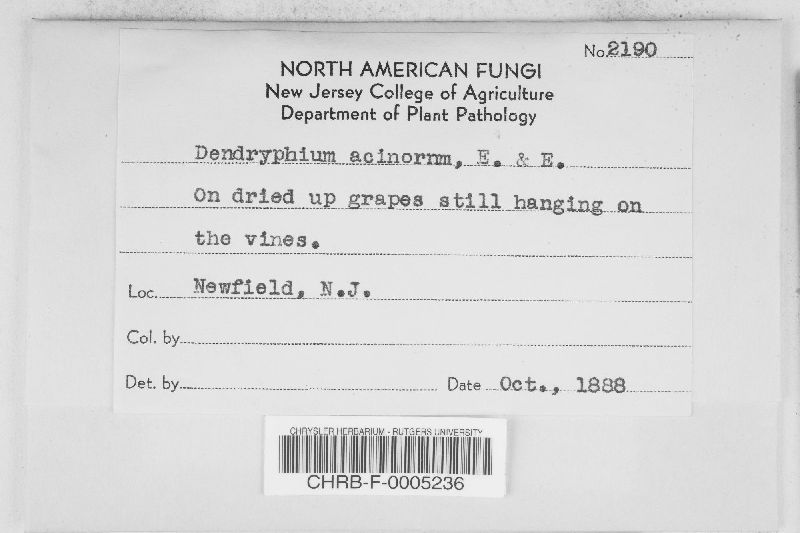 No. 2190
NORTH AMERICAN FUNGI
New Jersey College of Agriculture
Department of Plant Pathology
Dendryphium acinornm, E. & E.
On dried up grapes still hanging on
the vines.
Loc. Newfield, N.J.
Col. by
Det. by Date Oct., 1888
CHRYSLER HERBARIUM - RUTGERS UNIVERSITY
CHRB-F-0005236